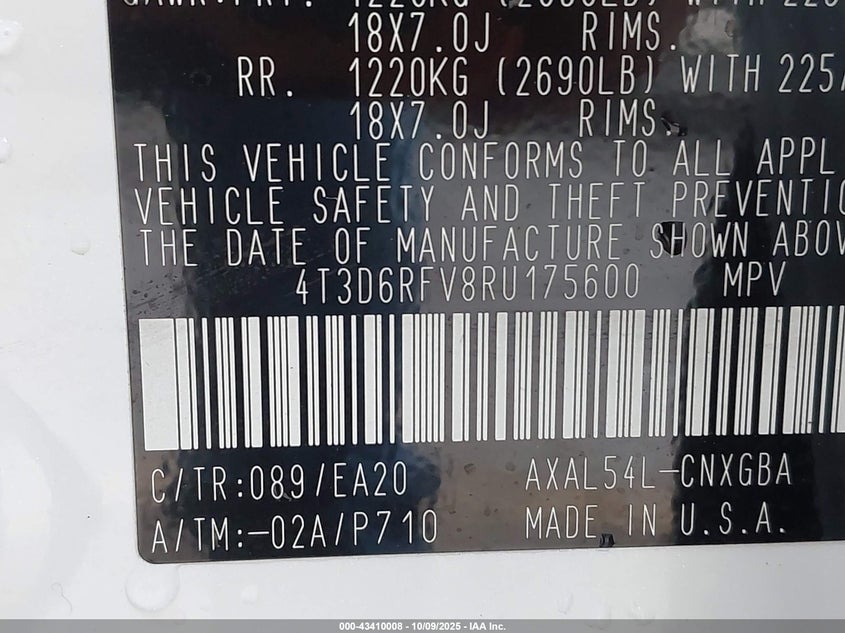 1220KG
18X7.0J RIMS.
RR. 1220KG (2690LB) WITH 225/
18X7.0J RIMS.
THIS VEHICLE CONFORMS TO ALL APPL
VEHICLE SAFETY AND THEFT PREVENTIO
THE DATE OF MANUFACTURE SHOWN ABOV
4T3D6RFV8RU175600 MPV
C/TR:089/EA20 AXAL54L-CNXGBA
A/TM:-02A/P710 MADE IN U.S.A.
000-43410008 - 10/09/2025 - IAA Inc.